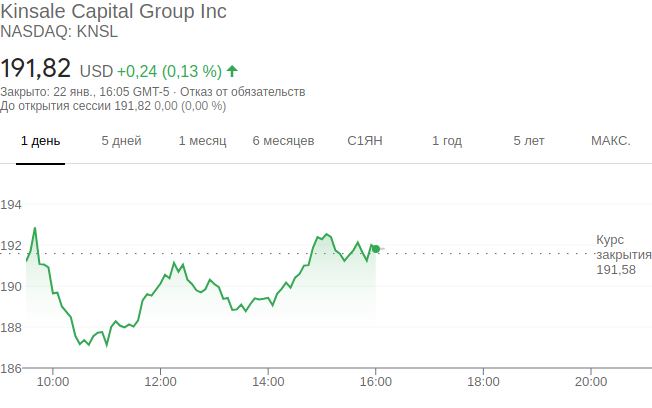 Kinsale Capital Group Inc
NASDAQ: KNSL
191,82 USD +0,24 (0,13 %)
Закрыто: 22 янв., 16:05 GMT-5 · Отказ от обязательств
До открытия сессии 191,82 0,00 (0,00 %)
1 день 5 дней 1 месяц 6 месяцев С1ЯН 1 год 5 лет МАКС.
194
192
190
188
186
Курс
закрытия
191,58
10:00 12:00 14:00 16:00 18:00 20:00